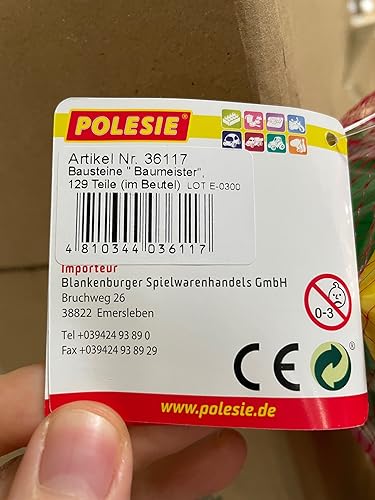 POLESIE®
Artikel Nr. 36117
Bausteine " Baumeister",
129 Teile (im Beutel) LOT E-0300
4 810344 036117
Importeur
Blankenburger Spielwarenhandels GmbH
Bruchweg 26
38822 Emersleben
0-3
Tel +039424 93 89 0
Fax +039424 93 89 29
CE
®
www.polesie.de